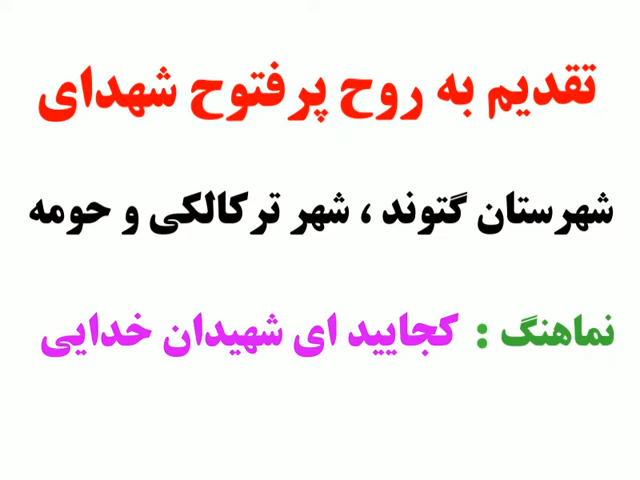 تقدیم به روح پرفتوح شهدای
شهرستان گتوند ، شهر ترکالکی و حومه
نماهنگ : کجایید ای شهیدان خدایی